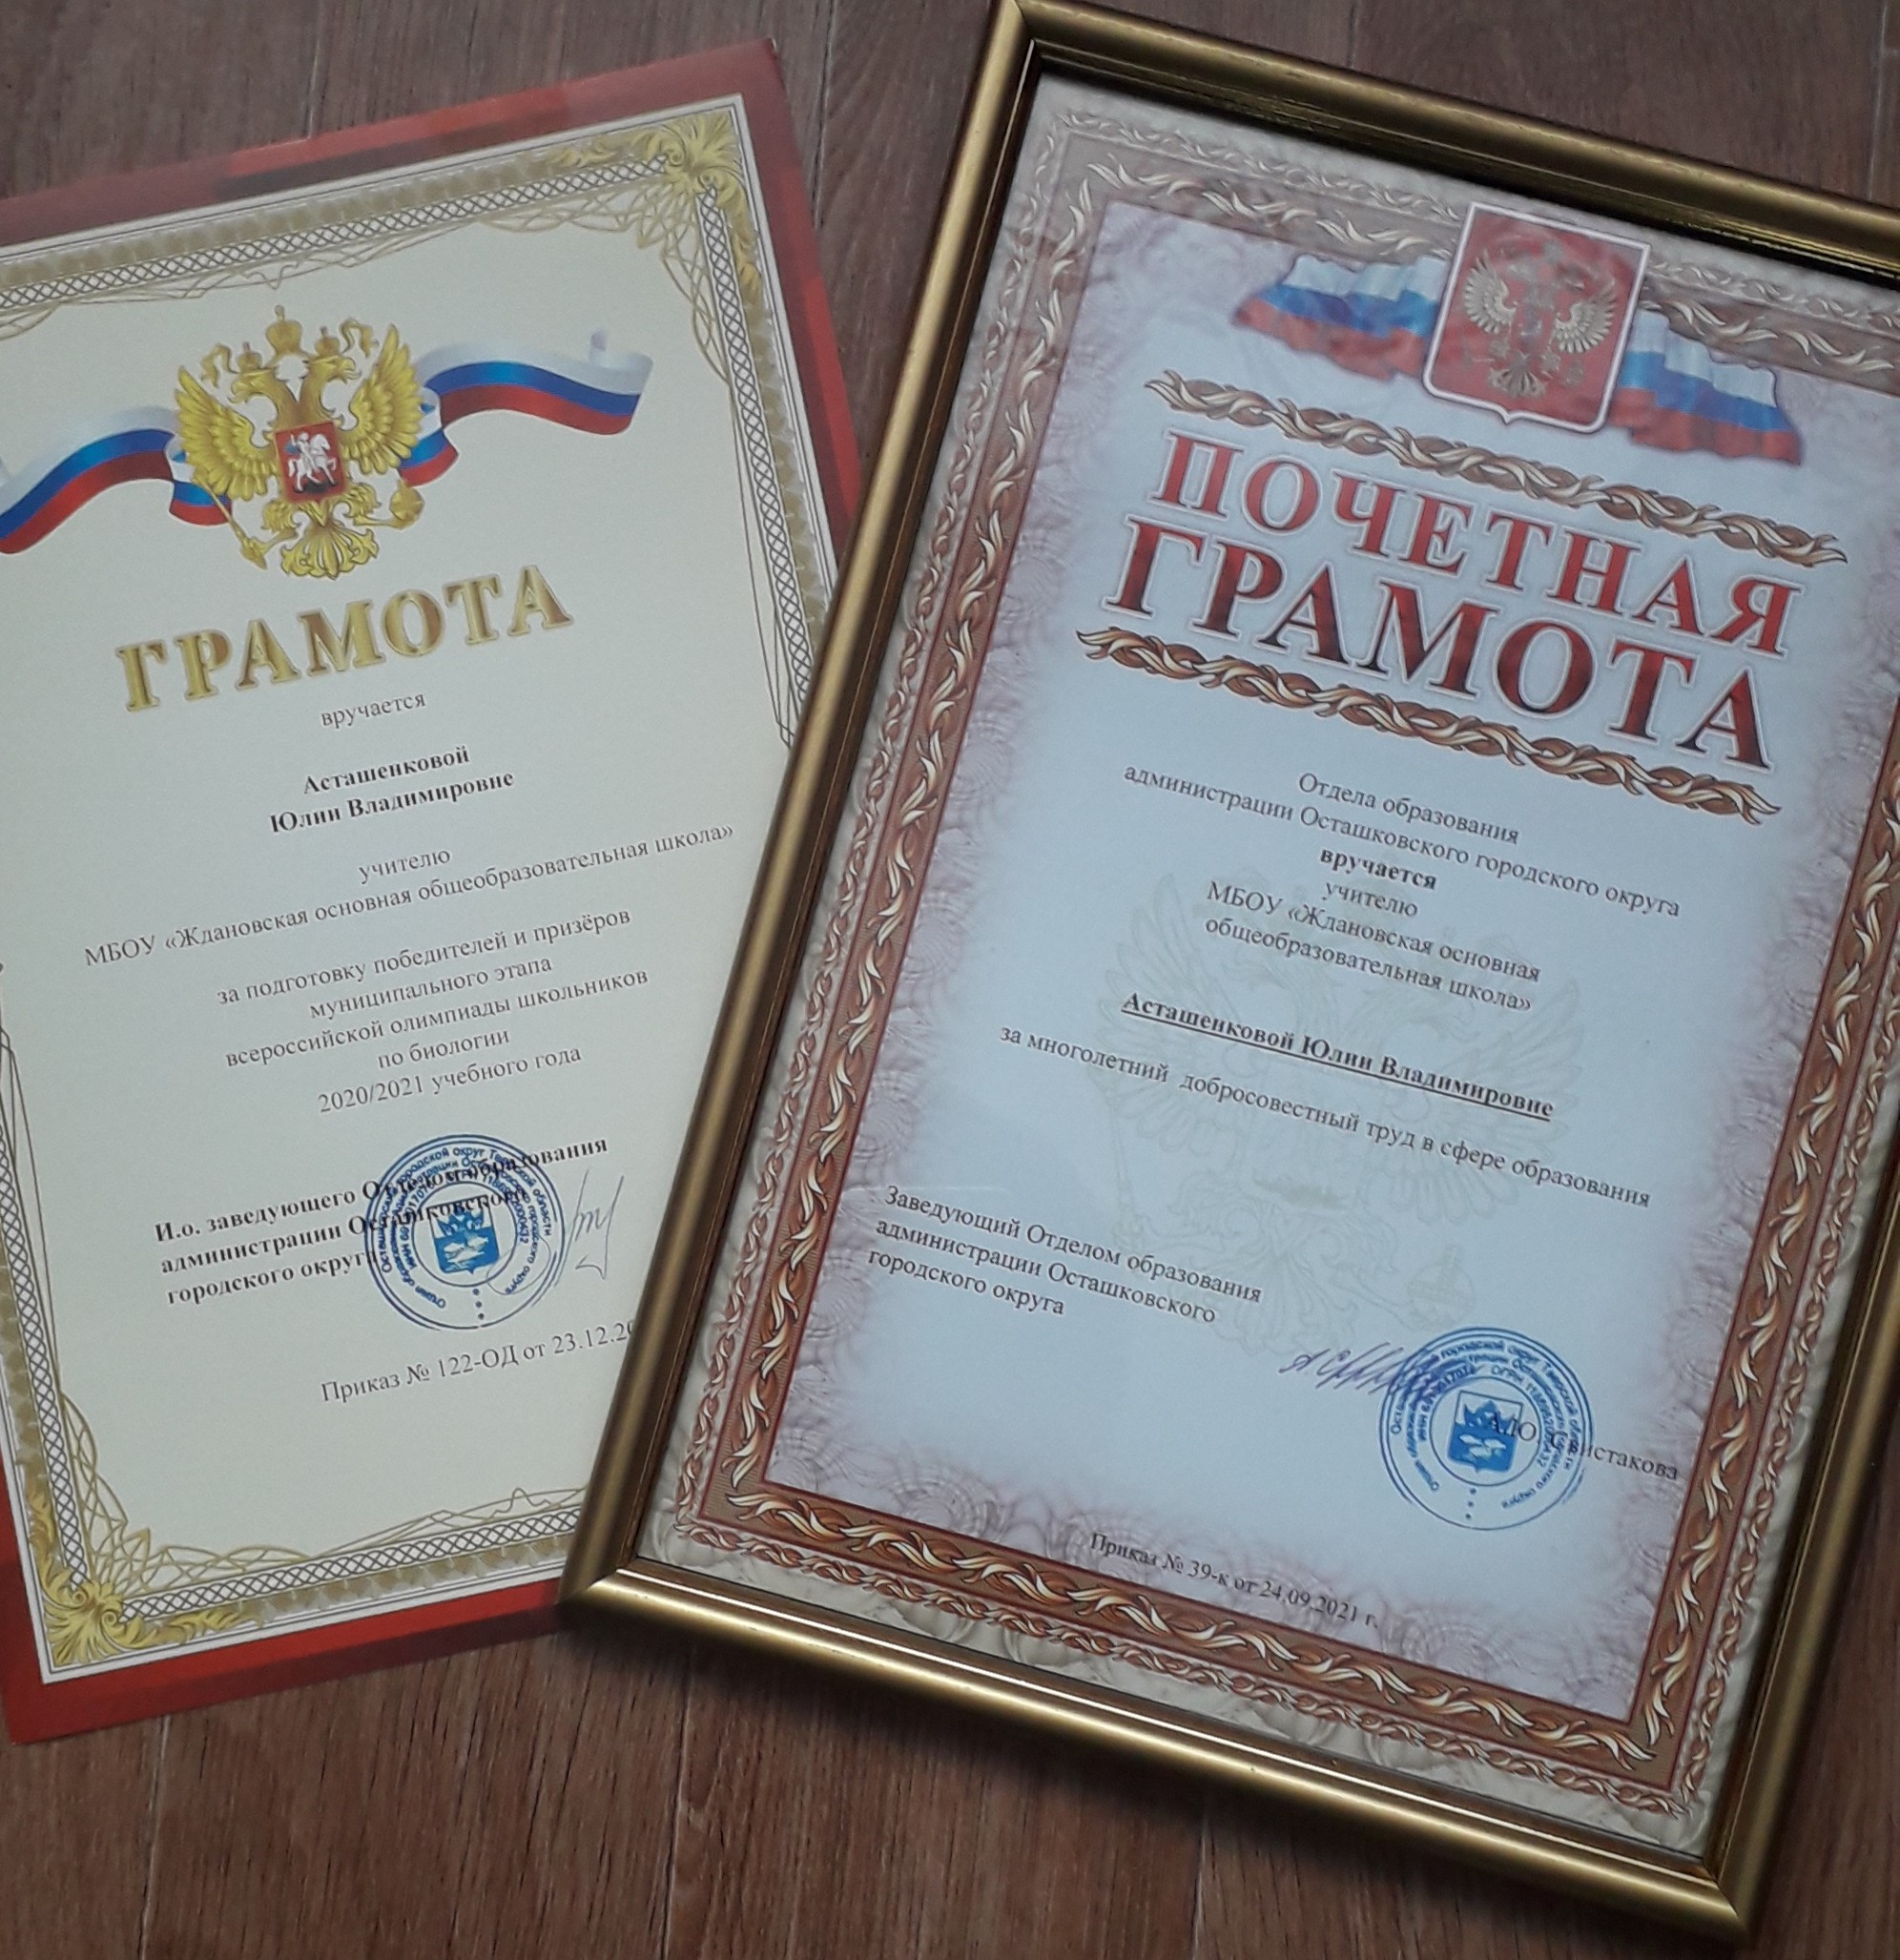 ГРАМОТА
вручается
Асташенковой
Юлии Владимировне
учителю
МБОУ «Ждановская основная общеобразовательная школа»
за подготовку победителей и призёров
муниципального этапа
всероссийской олимпиады школьников
по биологии
2020/2021 учебного года
И.о. заведующего Отделом образования
администрации Осташковского
городского округа
Приказ № 122-ОД от 23.12.20
ПОЧЕТНАЯ
ГРАМОТА
Отдела образования
администрации Осташковского городского округа
вручается
учителю
МБОУ «Ждановская основная
общеобразовательная школа»
Асташенковой Юлии Владимировне
за многолетний добросовестный труд в сфере образования
Заведующий Отделом образования
администрации Осташковского
городского округа
Приказ № 39-к от 24.09.2021 г.